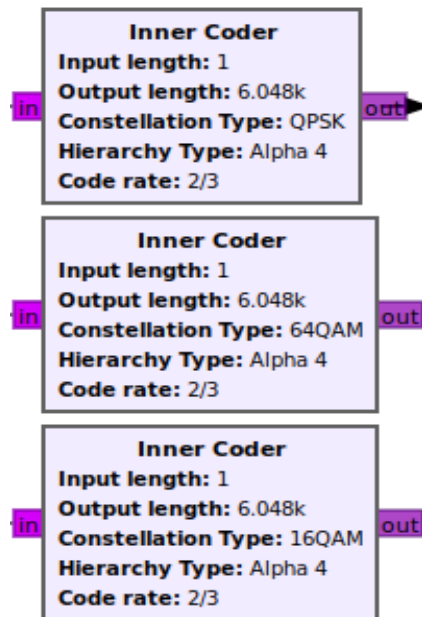 Inner Coder
Input length: 1
Output length: 6.048k
in
out
Constellation Type: QPSK
Hierarchy Type: Alpha 4
Code rate: 2/3
Inner Coder
Input length: 1
Output length: 6.048k
in
out
Constellation Type: 64QAM
Hierarchy Type: Alpha 4
Code rate: 2/3
Inner Coder
Input length: 1
Output length: 6.048k
in
out
Constellation Type: 16QAM
Hierarchy Type: Alpha 4
Code rate: 2/3